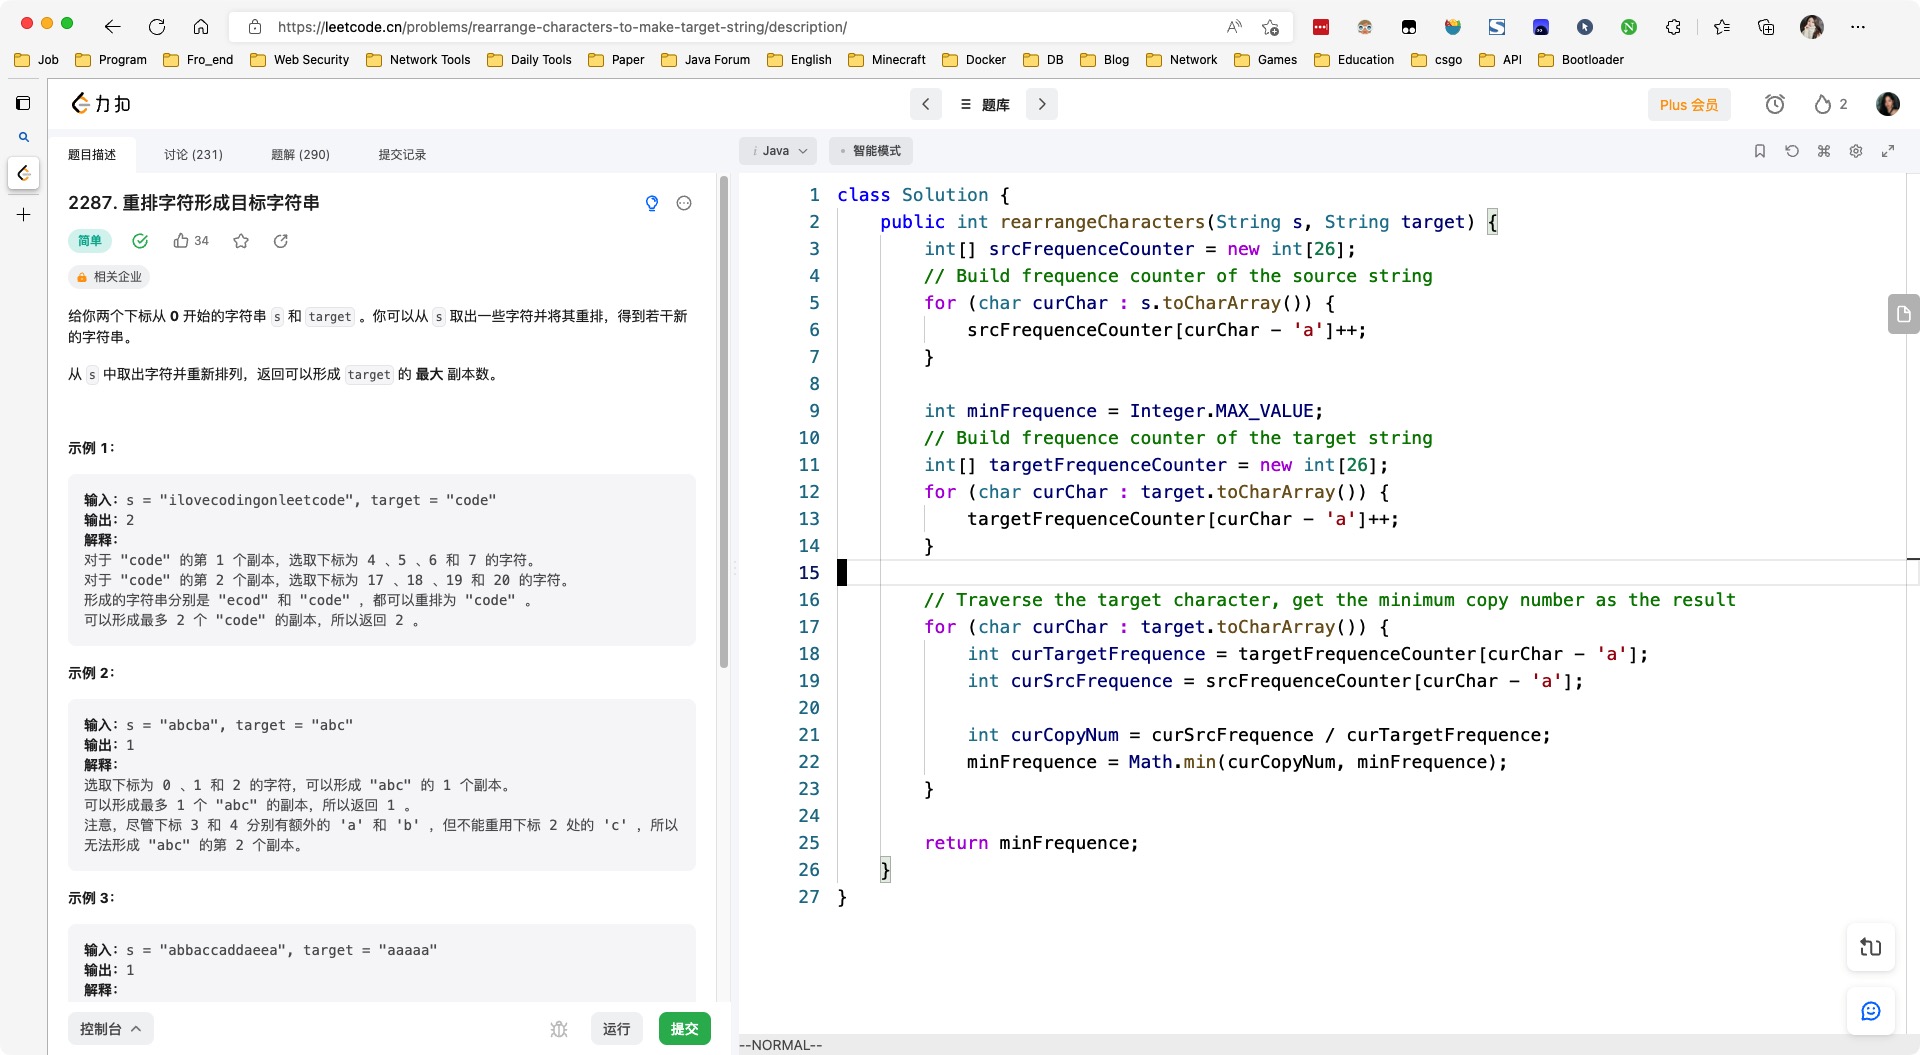 https://leetcode.cn/problems/rearrange-characters-to-make-target-string/description/
Job Program Fro_end Web Security Network Tools Daily Tools Paper Java Forum English Minecraft Docker DB Blog Network Games Education csgo API Bootloader
力扣
题库
Plus 会员
2
题目描述 讨论 (231) 题解 (290) 提交记录
2287. 重排字符形成目标字符串
简单 34
相关企业
给你两个下标从 0 开始的字符串 s 和 target 。你可以从 s 取出一些字符并将其重排，得到若干新
的字符串。
从 s 中取出字符并重新排列，返回可以形成 target 的 最大 副本数。
示例 1：
输入：s = "ilovecodingonleetcode", target = "code"
输出：2
解释：
对于 "code" 的第 1 个副本，选取下标为 4 、5 、6 和 7 的字符。
对于 "code" 的第 2 个副本，选取下标为 17 、18 、19 和 20 的字符。
形成的字符串分别是 "ecod" 和 "code" ，都可以重排为 "code" 。
可以形成最多 2 个 "code" 的副本，所以返回 2 。
示例 2：
输入：s = "abcba", target = "abc"
输出：1
解释：
选取下标为 0 、1 和 2 的字符，可以形成 "abc" 的 1 个副本。
可以形成最多 1 个 "abc" 的副本，所以返回 1 。
注意，尽管下标 3 和 4 分别有额外的 'a' 和 'b' ，但不能重用下标 2 处的 'c' ，所以
无法形成 "abc" 的第 2 个副本。
示例 3：
输入：s = "abbaccaddaeea", target = "aaaaa"
输出：1
解释：
控制台 运行 提交
i Java 智能模式
1 class Solution {
2 public int rearrangeCharacters(String s, String target) {
3 int[] srcFrequenceCounter = new int[26];
4 // Build frequence counter of the source string
5 for (char curChar : s.toCharArray()) {
6 srcFrequenceCounter[curChar - 'a']++;
7 }
8
9 int minFrequence = Integer.MAX_VALUE;
10 // Build frequence counter of the target string
11 int[] targetFrequenceCounter = new int[26];
12 for (char curChar : target.toCharArray()) {
13 targetFrequenceCounter[curChar - 'a']++;
14 }
15
16 // Traverse the target character, get the minimum copy number as the result
17 for (char curChar : target.toCharArray()) {
18 int curTargetFrequence = targetFrequenceCounter[curChar - 'a'];
19 int curSrcFrequence = srcFrequenceCounter[curChar - 'a'];
20
21 int curCopyNum = curSrcFrequence / curTargetFrequence;
22 minFrequence = Math.min(curCopyNum, minFrequence);
23 }
24
25 return minFrequence;
26 }
27 }
--NORMAL--